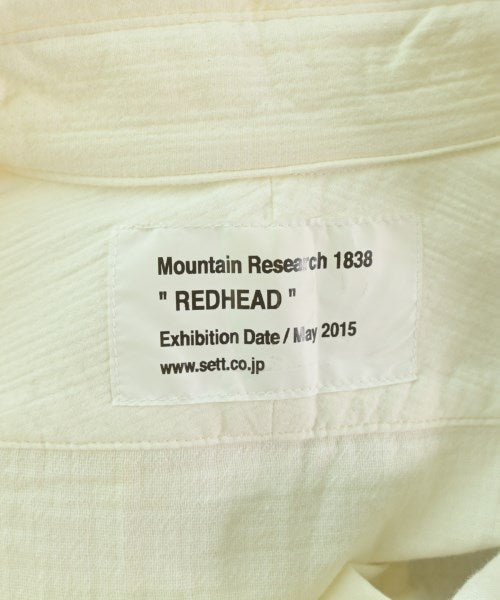 Mountain Research 1838
" REDHEAD "
Exhibition Date / May 2015
www.sett.co.jp